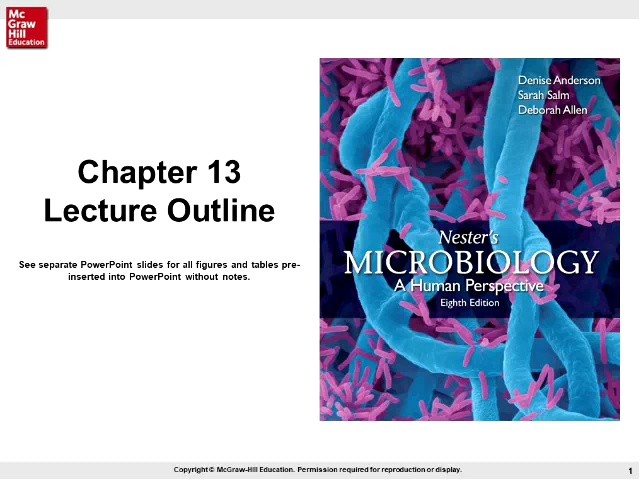 Mc
Graw
Hill
Education
Chapter 13
Lecture Outline
See separate PowerPoint slides for all figures and tables pre-
inserted into PowerPoint without notes.
Denise Anderson
Sarah Salm
Deborah Allen
Nester's
MICROBIOLOGY
A Human Perspective
Eighth Edition
Copyright © McGraw-Hill Education. Permission required for reproduction or display.
1